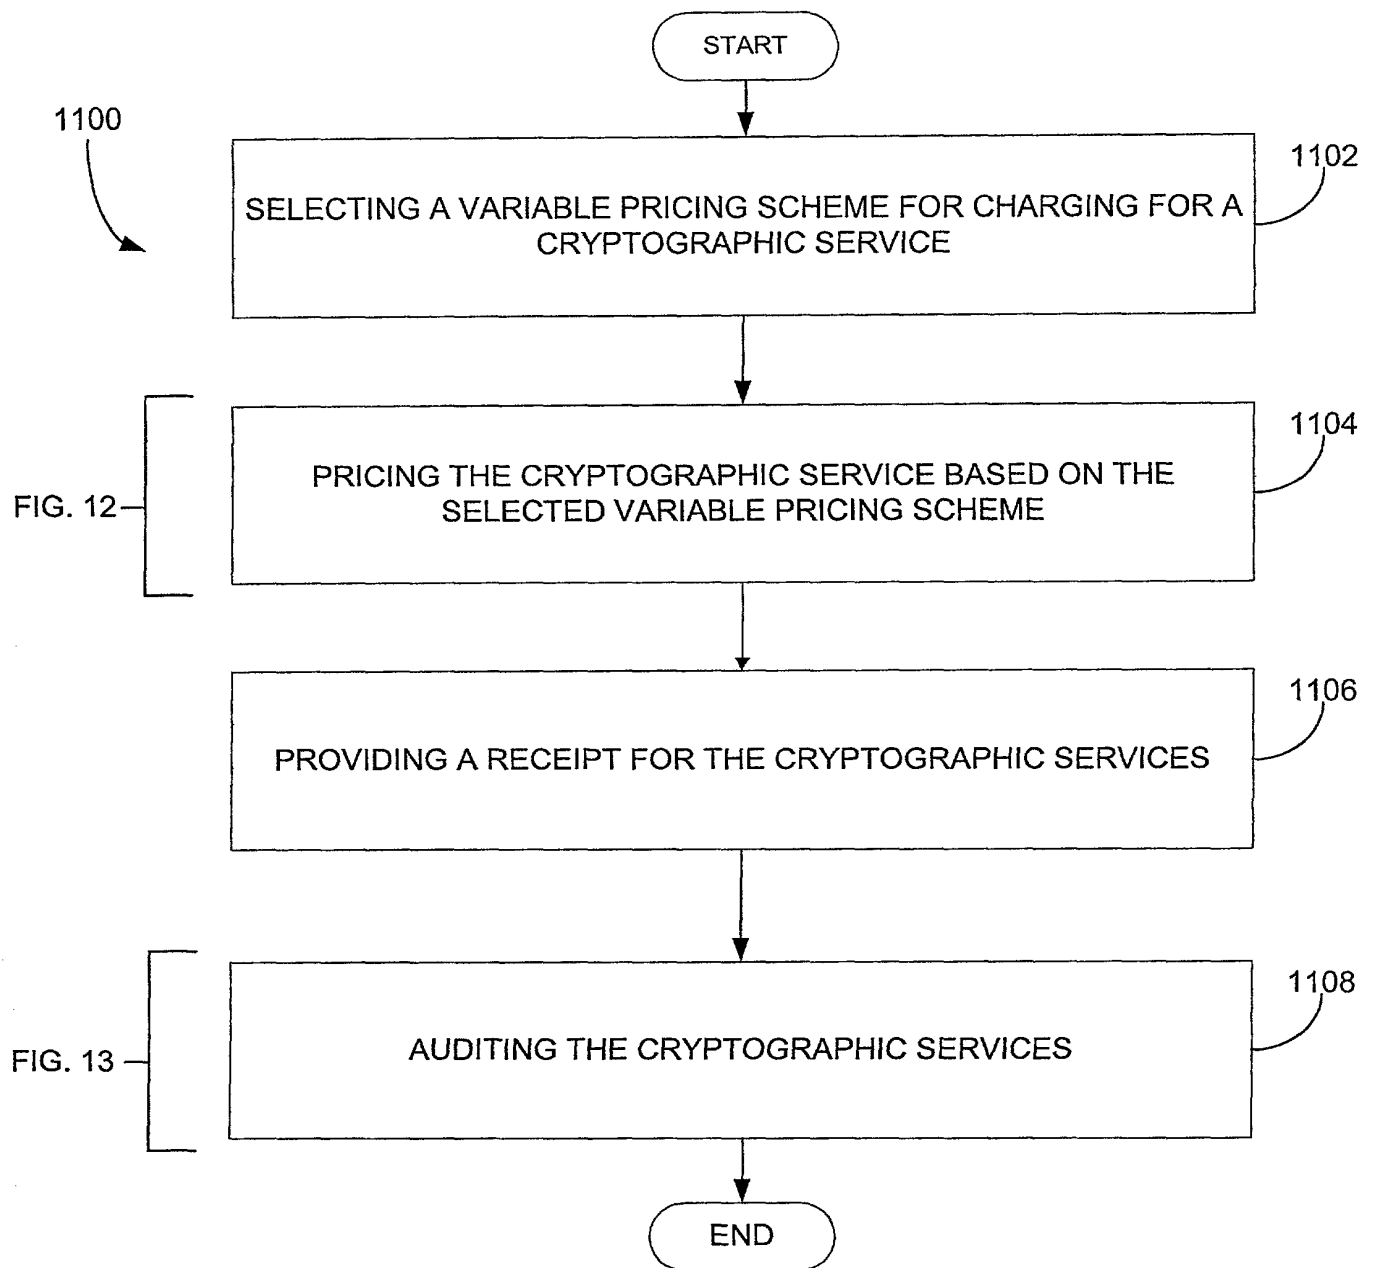 START
1100
1102
SELECTING A VARIABLE PRICING SCHEME FOR CHARGING FOR A
CRYPTOGRAPHIC SERVICE
1104
FIG. 12
PRICING THE CRYPTOGRAPHIC SERVICE BASED ON THE
SELECTED VARIABLE PRICING SCHEME
1106
PROVIDING A RECEIPT FOR THE CRYPTOGRAPHIC SERVICES
1108
FIG. 13
AUDITING THE CRYPTOGRAPHIC SERVICES
END